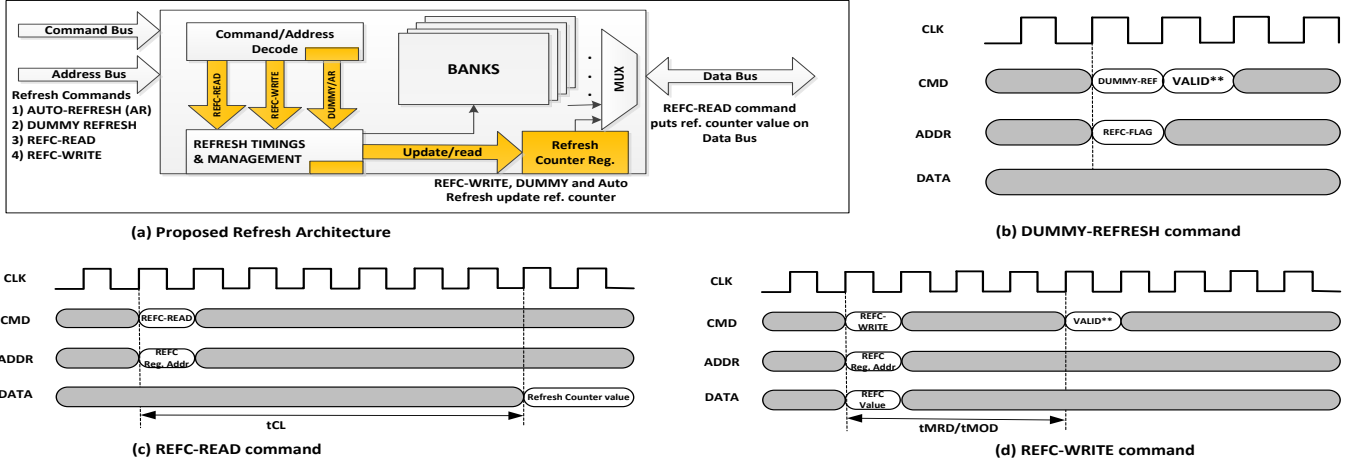 Command Bus
Address Bus
Refresh Commands
1) AUTO-REFRESH (AR)
2) DUMMY REFRESH
3) REFC-READ
4) REFC-WRITE
Command/Address
Decode
REFC-READ
REFC-WRITE
DUMMY/AR
REFRESH TIMINGS
& MANAGEMENT
BANKS
. . .
MUX
Update/read
Refresh
Counter Reg.
REFC-WRITE, DUMMY and Auto
Refresh update ref. counter
Data Bus
REFC-READ command
puts ref. counter value on
Data Bus
(a) Proposed Refresh Architecture
CLK
CMD
DUMMY-REF
VALID**
ADDR
REFC-FLAG
DATA
(b) DUMMY-REFRESH command
CLK
CMD
REFC-READ
ADDR
REFC
Reg. Addr
DATA
Refresh Counter value
tCL
(c) REFC-READ command
CLK
CMD
REFC-
WRITE
VALID**
ADDR
REFC
Reg. Addr
DATA
REFC
Value
tMRD/tMOD
(d) REFC-WRITE command